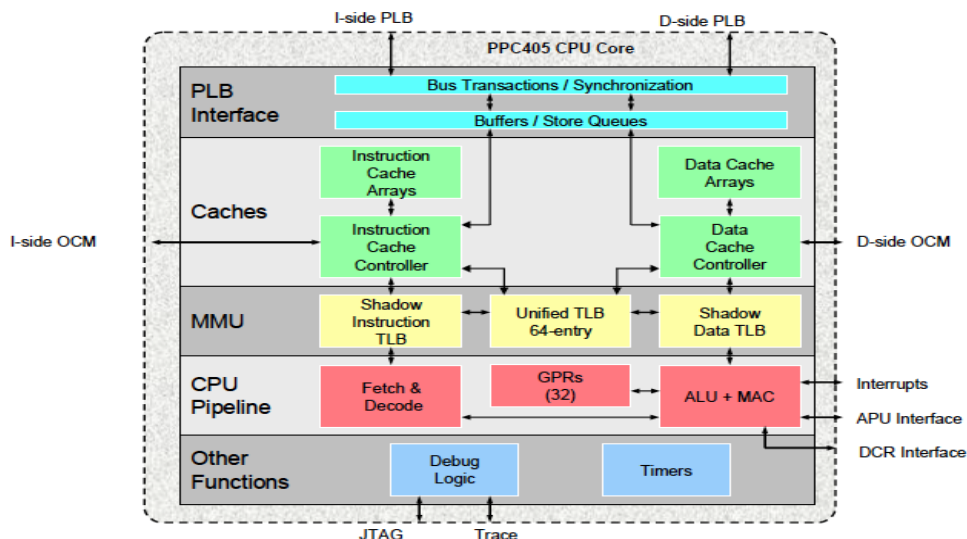 I-side PLB
D-side PLB
PPC405 CPU Core
PLB
Interface
Bus Transactions / Synchronization
Buffers / Store Queues
Caches
Instruction
Cache
Arrays
Data Cache
Arrays
I-side OCM
Instruction
Cache
Controller
Data
Cache
Controller
D-side OCM
MMU
Shadow
Instruction
TLB
Unified TLB
64-entry
Shadow
Data TLB
CPU
Pipeline
Fetch &
Decode
GPRs
(32)
ALU + MAC
Interrupts
APU Interface
DCR Interface
Other
Functions
Debug
Logic
Timers
JTAG
Trace